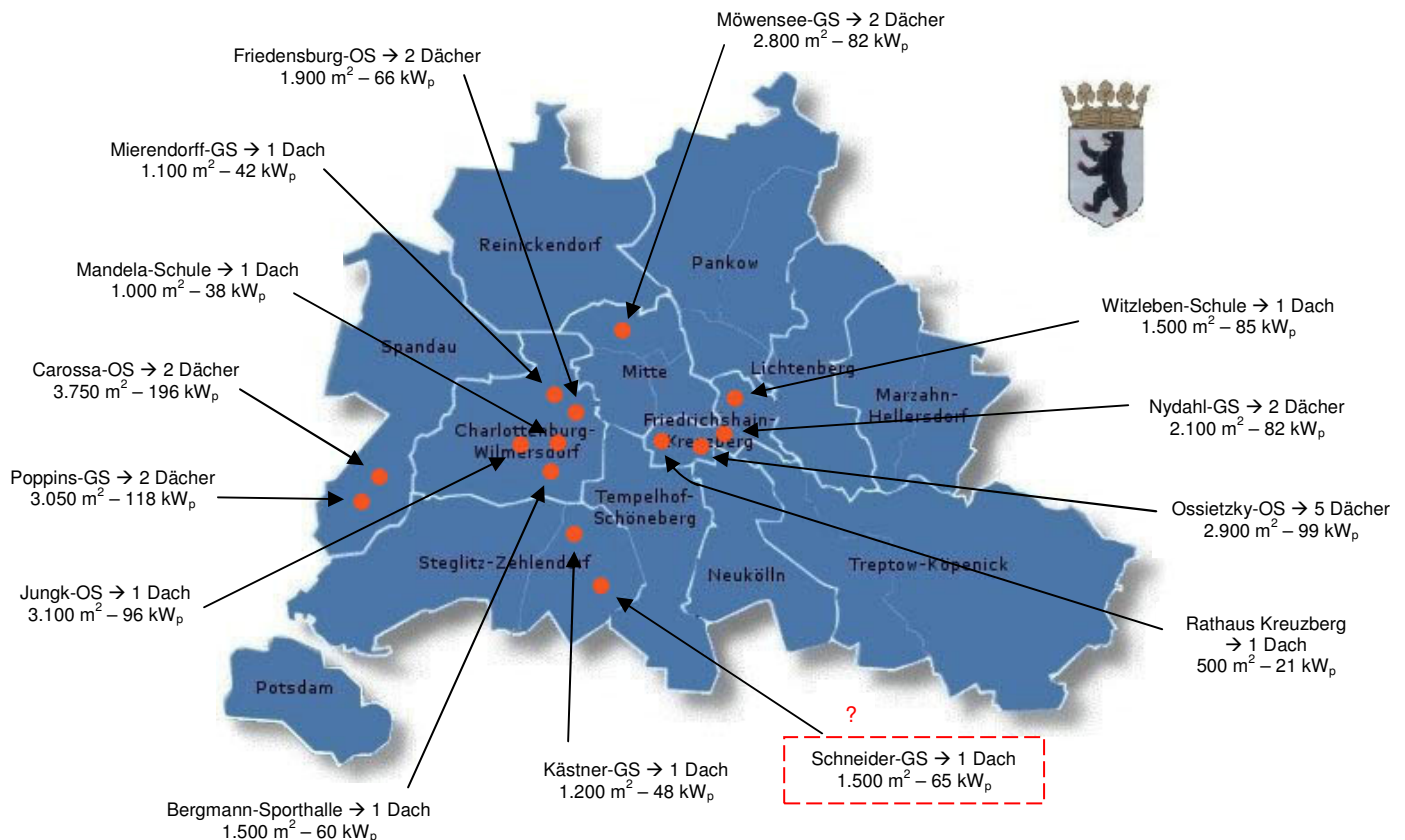 Möwensee-GS → 2 Dächer
2.800 m² – 82 kWₚ
Friedensburg-OS → 2 Dächer
1.900 m² – 66 kWₚ
Mierendorff-GS → 1 Dach
1.100 m² – 42 kWₚ
Mandela-Schule → 1 Dach
1.000 m² – 38 kWₚ
Carossa-OS → 2 Dächer
3.750 m² – 196 kWₚ
Poppins-GS → 2 Dächer
3.050 m² – 118 kWₚ
Jungk-OS → 1 Dach
3.100 m² – 96 kWₚ
Bergmann-Sporthalle → 1 Dach
1.500 m² – 60 kWₚ
Kästner-GS → 1 Dach
1.200 m² – 48 kWₚ
?
Schneider-GS → 1 Dach
1.500 m² – 65 kWₚ
Rathaus Kreuzberg
→ 1 Dach
500 m² – 21 kWₚ
Ossietzky-OS → 5 Dächer
2.900 m² – 99 kWₚ
Nydahl-GS → 2 Dächer
2.100 m² – 82 kWₚ
Witzleben-Schule → 1 Dach
1.500 m² – 85 kWₚ
Reinickendorf
Pankow
Spandau
Mitte
Lichtenberg
Marzahn-
Hellersdorf
Charlottenburg-
Wilmersdorf
Friedrichshain-
Kreuzberg
Tempelhof-
Schöneberg
Steglitz-Zehlendorf
Neukölln
Treptow-Köpenick
Potsdam